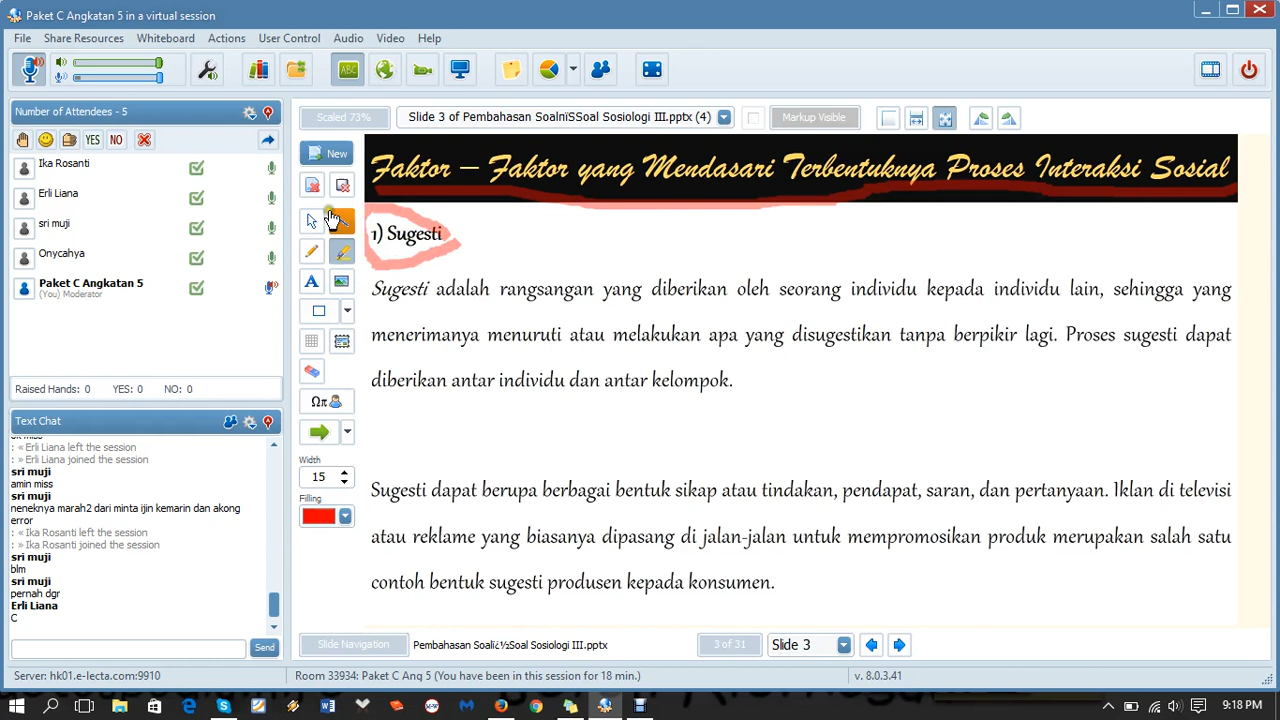 Paket C Angkatan 5 in a virtual session
File Share Resources Whiteboard Actions User Control Audio Video Help
ABC
Number of Attendees - 5
YES NO
Ika Rosanti
Erli Liana
sri muji
Onycahya
Paket C Angkatan 5
(You) Moderator
Raised Hands: 0 YES: 0 NO: 0
Text Chat
: « Erli Liana left the session
: » Erli Liana joined the session
sri muji
amin miss
sri muji
neneknya marah2 dari minta ijin kemarin dan akong
error
: « Ika Rosanti left the session
: » Ika Rosanti joined the session
sri muji
blm
sri muji
pernah dgr
Erli Liana
C
Send
Scaled 73%
Slide 3 of Pembahasan SoalпїSSoal Sosiologi III.pptx (4)
Markup Visible
New
A
Ωπ
Width
15
Filling
Faktor – Faktor yang Mendasari Terbentuknya Proses Interaksi Sosial
1) Sugesti
Sugesti adalah rangsangan yang diberikan oleh seorang individu kepada individu lain, sehingga yang
menerimanya menuruti atau melakukan apa yang disugestikan tanpa berpikir lagi. Proses sugesti dapat
diberikan antar individu dan antar kelompok.
Sugesti dapat berupa berbagai bentuk sikap atau tindakan, pendapat, saran, dan pertanyaan. Iklan di televisi
atau reklame yang biasanya dipasang di jalan-jalan untuk mempromosikan produk merupakan salah satu
contoh bentuk sugesti produsen kepada konsumen.
Slide Navigation
Pembahasan Soalï¿½Soal Sosiologi III.pptx
3 of 31
Slide 3
Server: hk01.e-lecta.com:9910
Room 33934: Paket C Ang 5 (You have been in this session for 18 min.)
v. 8.0.3.41
9:18 PM